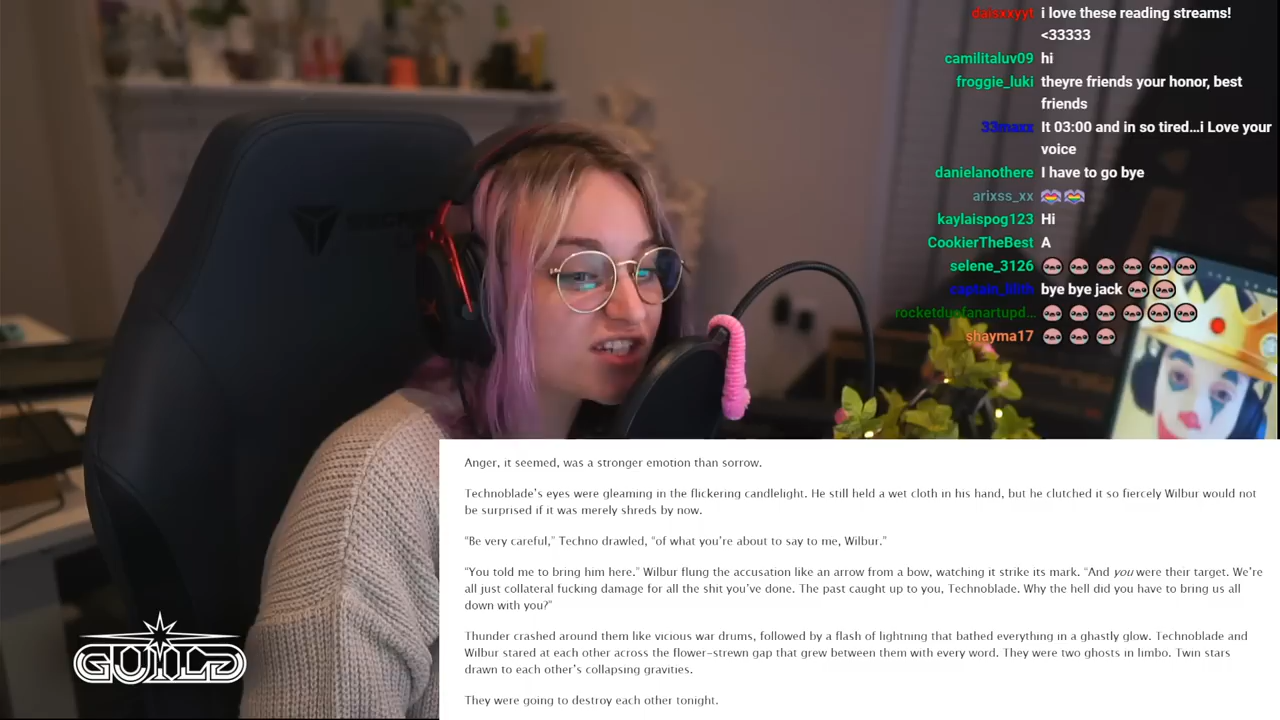 daisxxyyt i love these reading streams!
<33333
camilitaluv09 hi
froggie_luki theyre friends your honor, best
friends
33maxx It 03:00 and in so tired…i Love your
voice
danielanothere I have to go bye
arixss_xx
kaylaispog123 Hi
CookierTheBest A
selene_3126
captain_lilith bye bye jack
rocketduofanartupd…
shayma17
Anger, it seemed, was a stronger emotion than sorrow.
Technoblade's eyes were gleaming in the flickering candlelight. He still held a wet cloth in his hand, but he clutched it so fiercely Wilbur would not
be surprised if it was merely shreds by now.
"Be very careful," Techno drawled, "of what you're about to say to me, Wilbur."
"You told me to bring him here." Wilbur flung the accusation like an arrow from a bow, watching it strike its mark. "And you were their target. We're
all just collateral fucking damage for all the shit you've done. The past caught up to you, Technoblade. Why the hell did you have to bring us all
down with you?"
Thunder crashed around them like vicious war drums, followed by a flash of lightning that bathed everything in a ghastly glow. Technoblade and
Wilbur stared at each other across the flower-strewn gap that grew between them with every word. They were two ghosts in limbo. Twin stars
drawn to each other's collapsing gravities.
They were going to destroy each other tonight.
GUILD